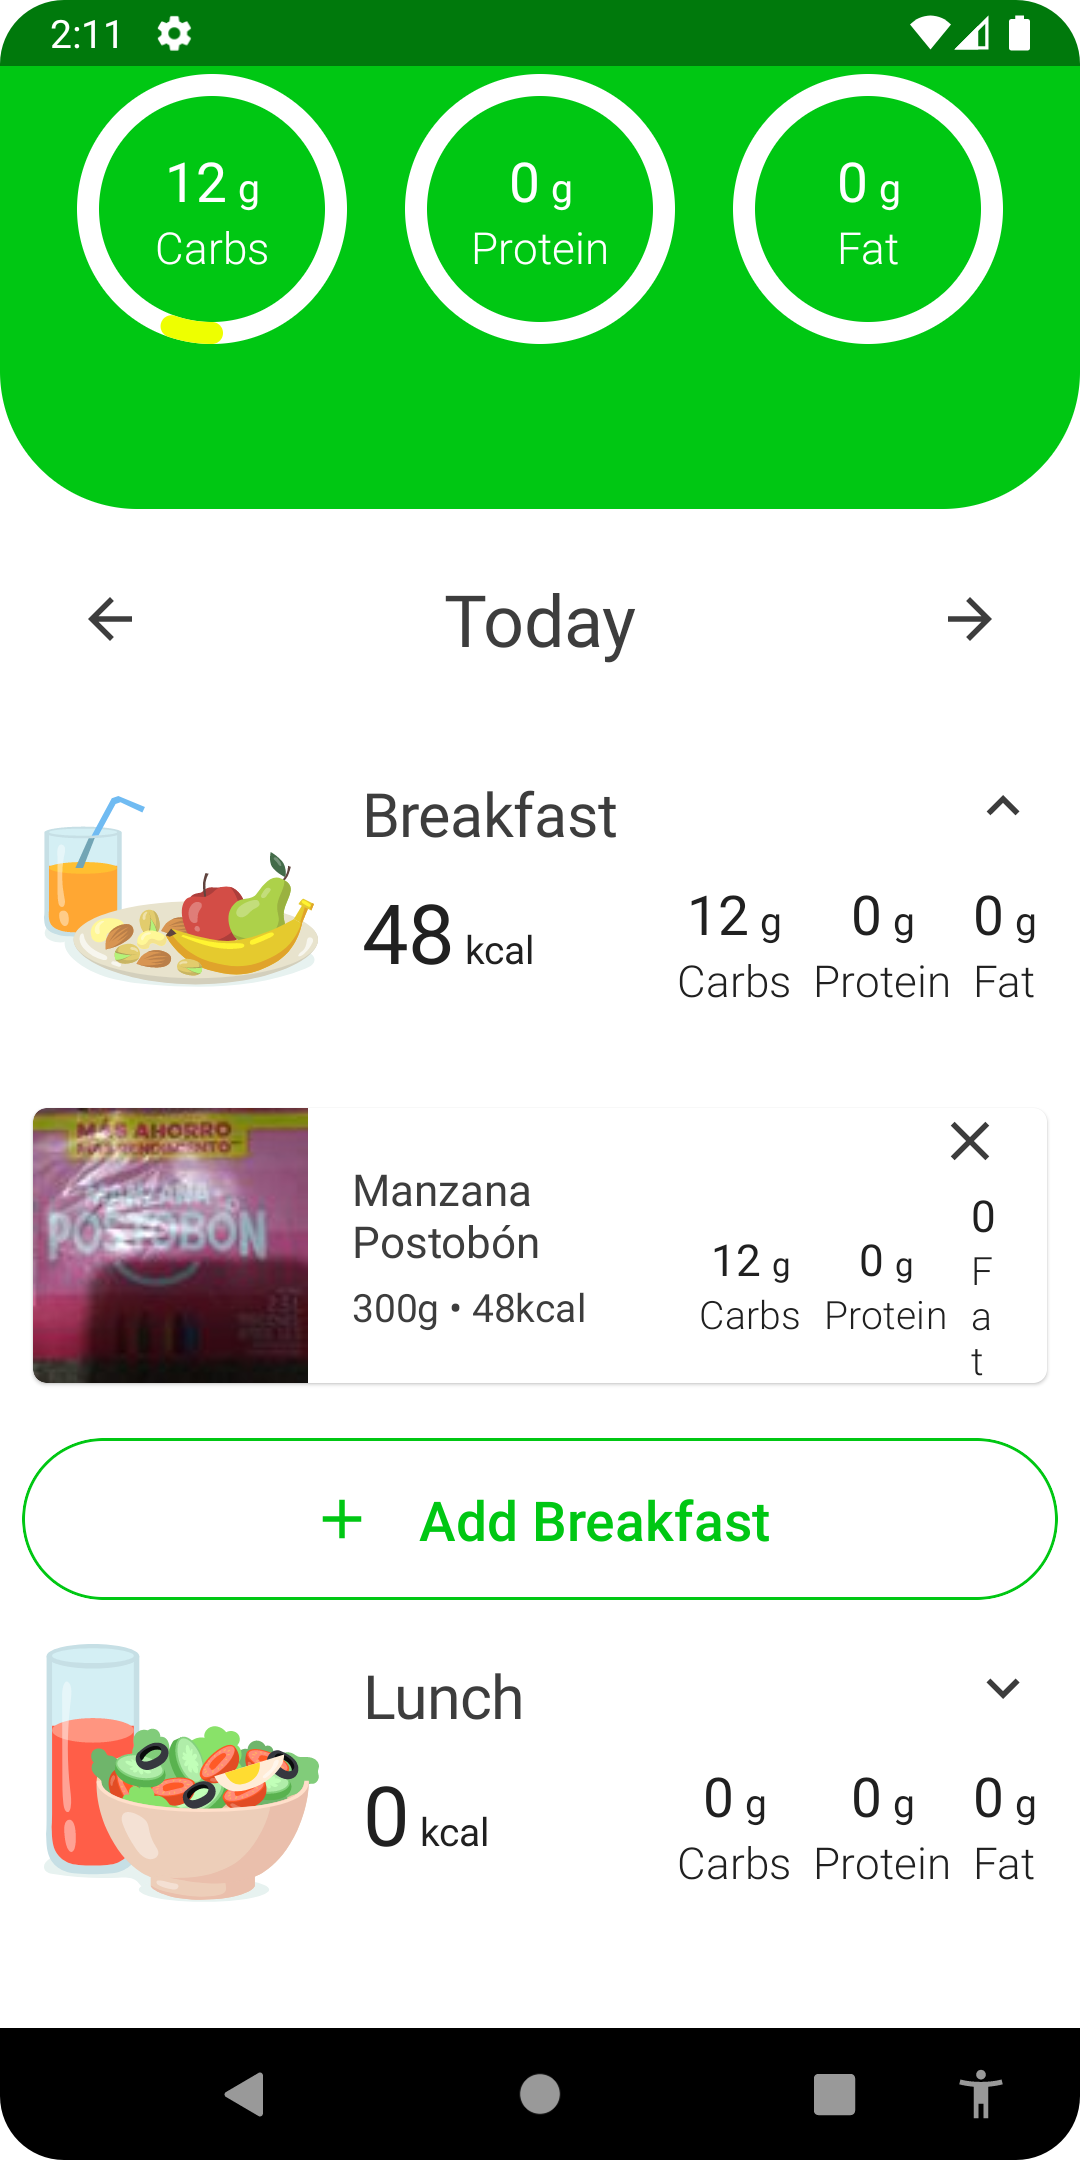 2:11
12 g
Carbs
0 g
Protein
0 g
Fat
Today
Breakfast
48 kcal
12 g
Carbs
0 g
Protein
0 g
Fat
MÁS AHORRO
MÁS RENDIMIENTO
MANZANA
POSTOBÓN
Manzana
Postobón
300g • 48kcal
12 g
Carbs
0 g
Protein
0
F
a
t
+ Add Breakfast
Lunch
0 kcal
0 g
Carbs
0 g
Protein
0 g
Fat